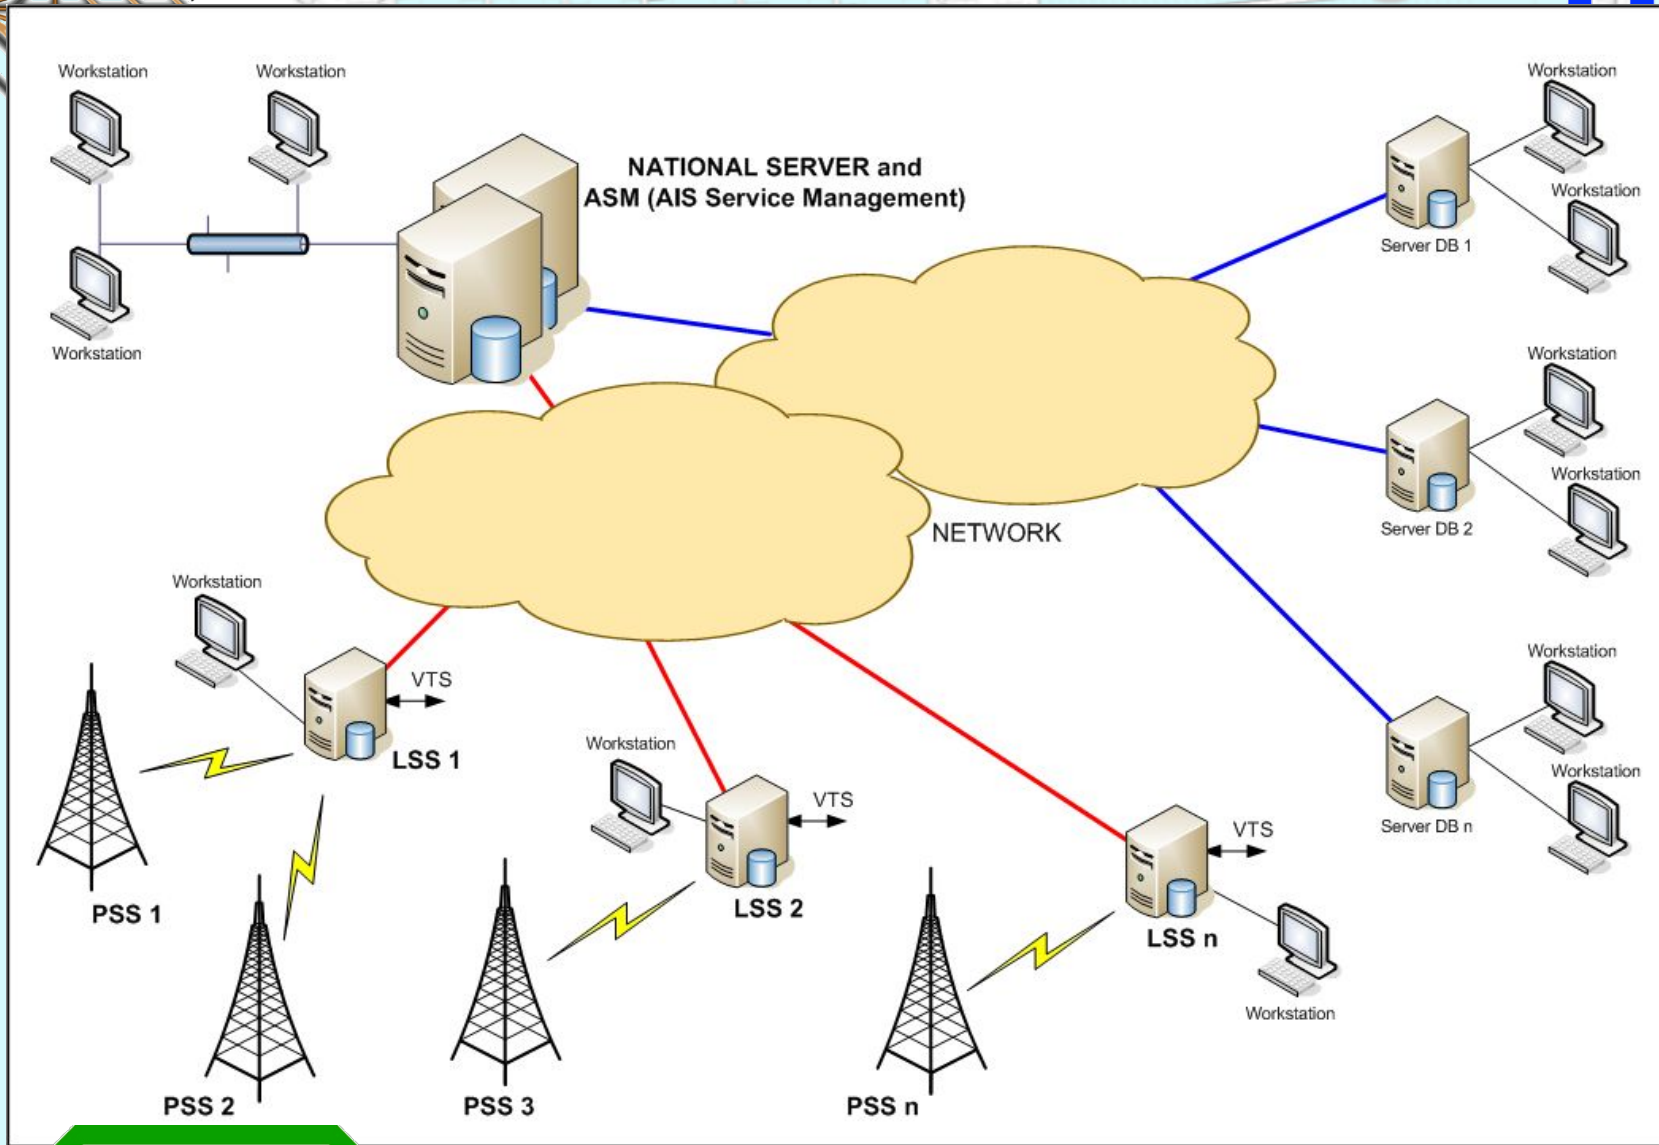 Workstation
Workstation
Workstation
NATIONAL SERVER and
ASM (AIS Service Management)
Workstation
Workstation
Server DB 1
Workstation
Workstation
Server DB 2
NETWORK
Workstation
VTS
LSS 1
Workstation
Workstation
Server DB n
Workstation
VTS
LSS 2
VTS
LSS n
Workstation
PSS 1
PSS 2
PSS 3
PSS n